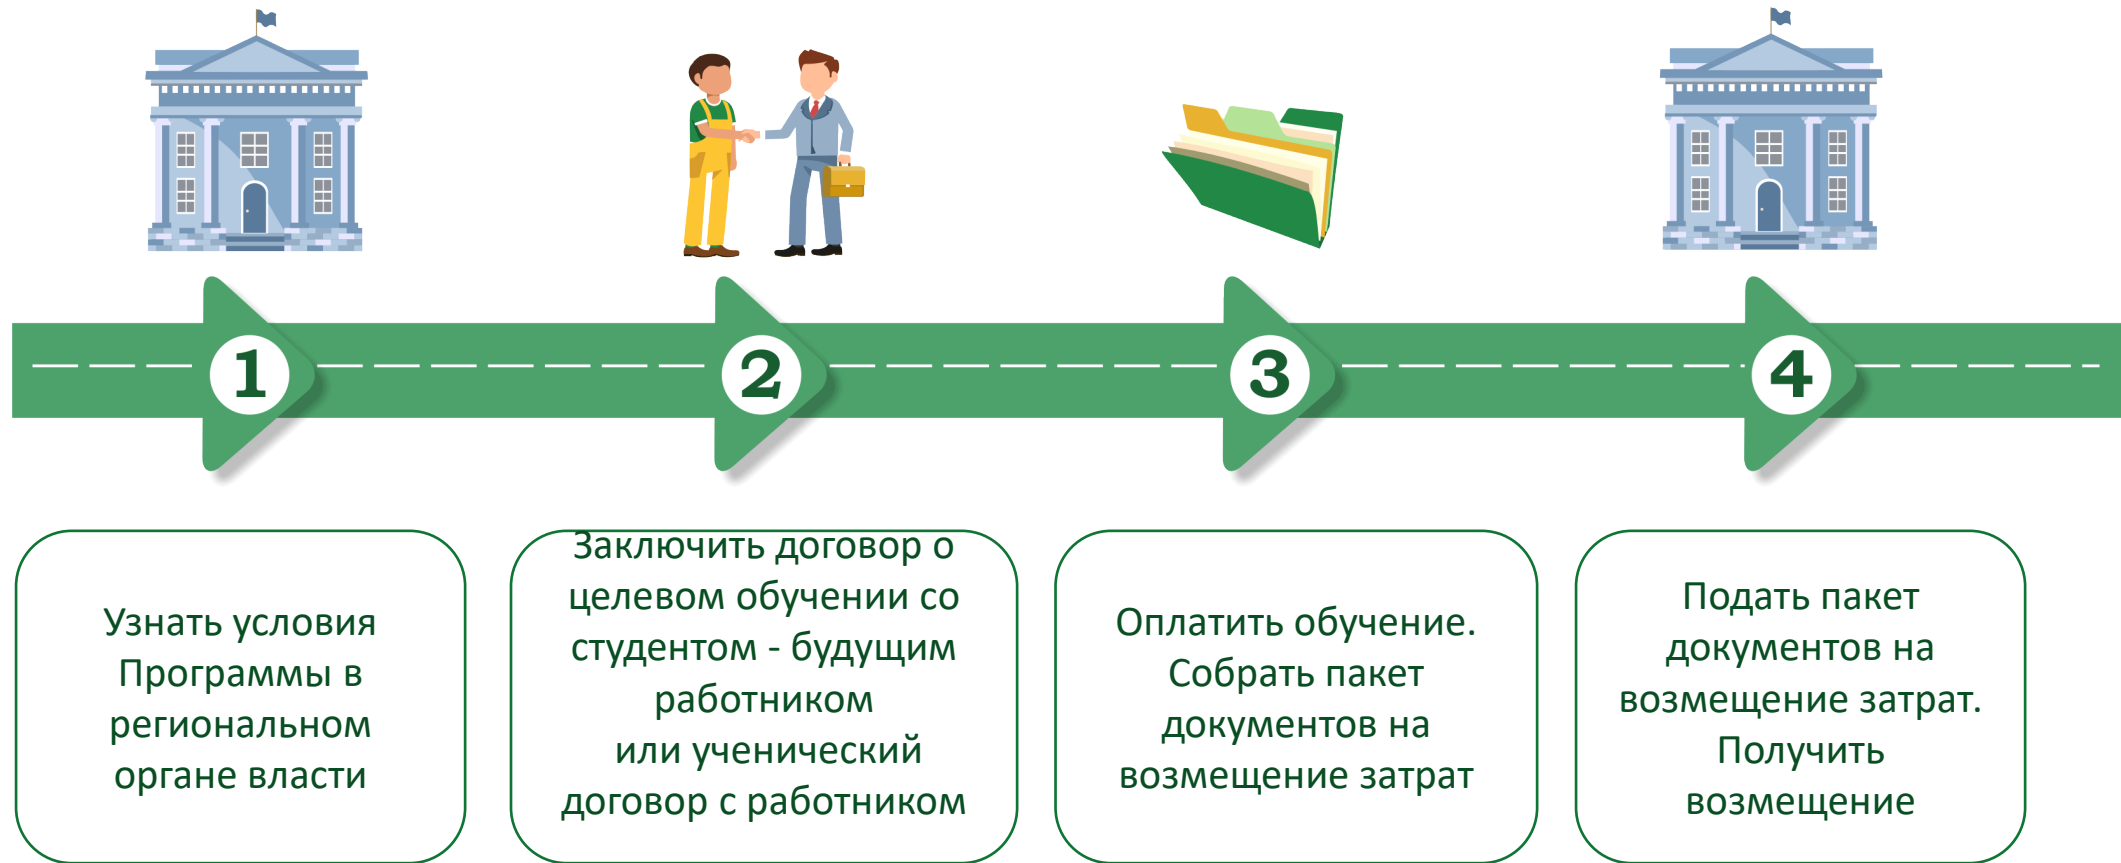 1
2
3
4
Узнать условия
Программы в
региональном
органе власти
Заключить договор о
целевом обучении со
студентом - будущим
работником
или ученический
договор с работником
Оплатить обучение.
Собрать пакет
документов на
возмещение затрат
Подать пакет
документов на
возмещение затрат.
Получить
возмещение